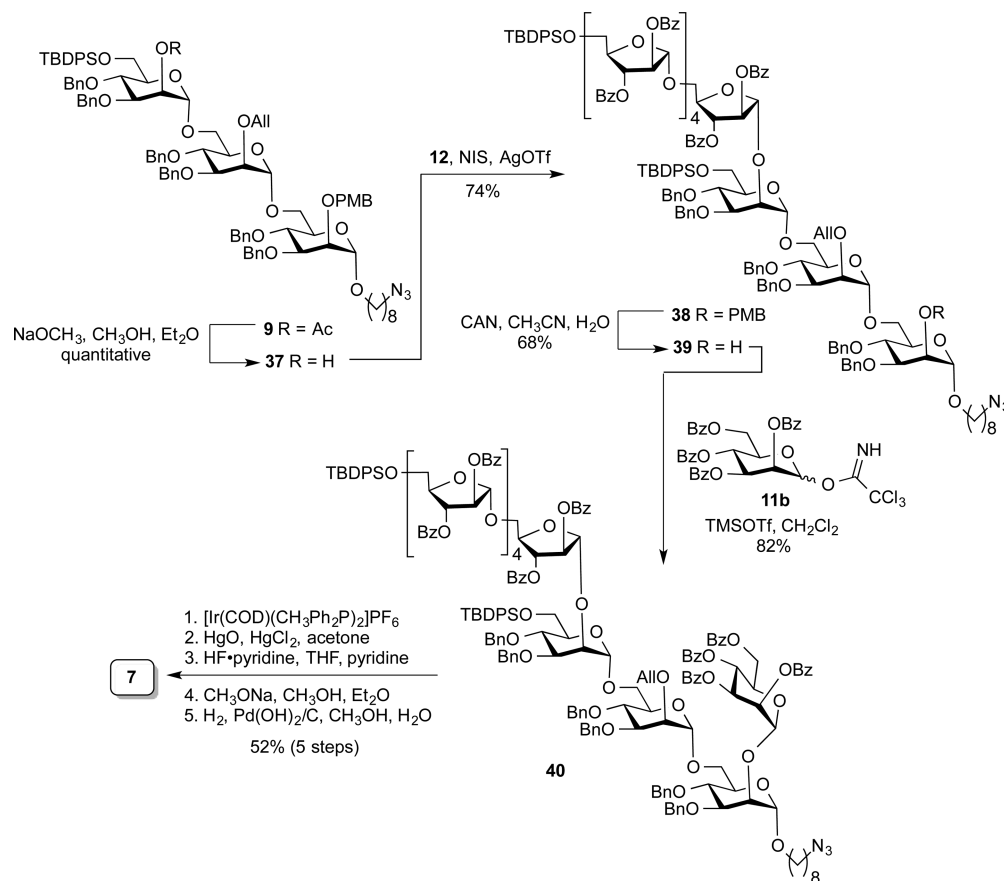 OR
TBDPSO
BnO
BnO
O
O
OAll
BnO
BnO
O
O
OPMB
BnO
BnO
O
O
N3
8
NaOCH3, CH3OH, Et2O
quantitative
9 R = Ac
37 R = H
12, NIS, AgOTf
74%
TBDPSO
O
OBz
BzO
O
4
O
OBz
BzO
O
TBDPSO
BnO
BnO
O
O
AllO
BnO
BnO
O
O
OR
BnO
BnO
O
O
N3
8
CAN, CH3CN, H2O
68%
38 R = PMB
39 R = H
BzO
OBz
BzO
BzO
O
O
NH
CCl3
11b
TMSOTf, CH2Cl2
82%
TBDPSO
O
OBz
BzO
O
4
O
OBz
BzO
O
TBDPSO
BnO
BnO
O
O
AllO
BnO
BnO
O
O
BzO
BzO
BzO
OBz
O
O
BnO
BnO
O
O
N3
8
40
1. [Ir(COD)(CH3Ph2P)2]PF6
2. HgO, HgCl2, acetone
3. HF•pyridine, THF, pyridine
4. CH3ONa, CH3OH, Et2O
5. H2, Pd(OH)2/C, CH3OH, H2O
52% (5 steps)
7